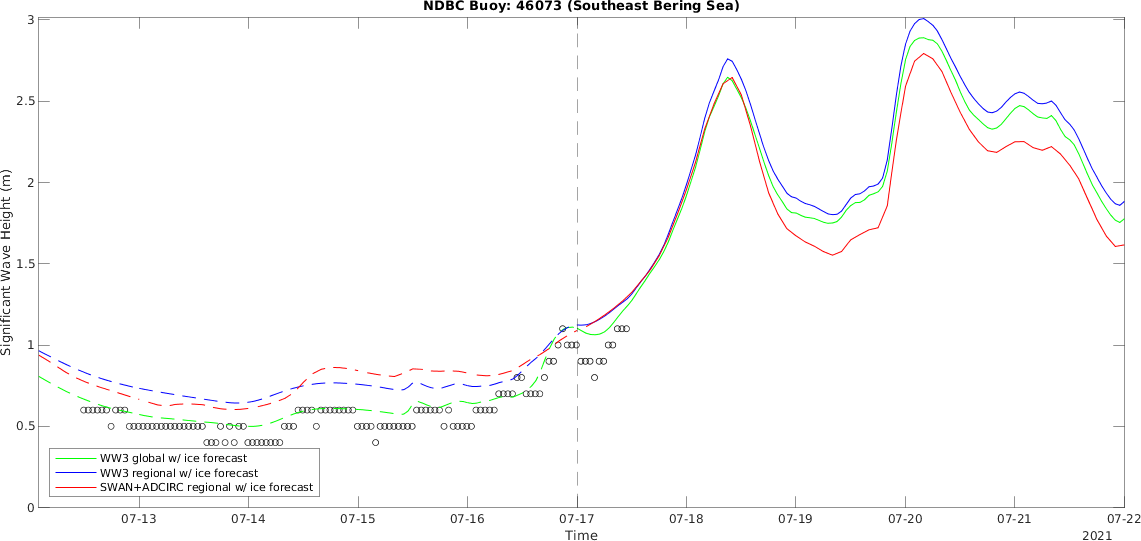 NDBC Buoy: 46073 (Southeast Bering Sea)
3
2.5
2
1.5
1
0.5
0
Significant Wave Height (m)
WW3 global w/ ice forecast
WW3 regional w/ ice forecast
SWAN+ADCIRC regional w/ ice forecast
07-13 07-14 07-15 07-16 07-17 07-18 07-19 07-20 07-21 07-22
Time
2021